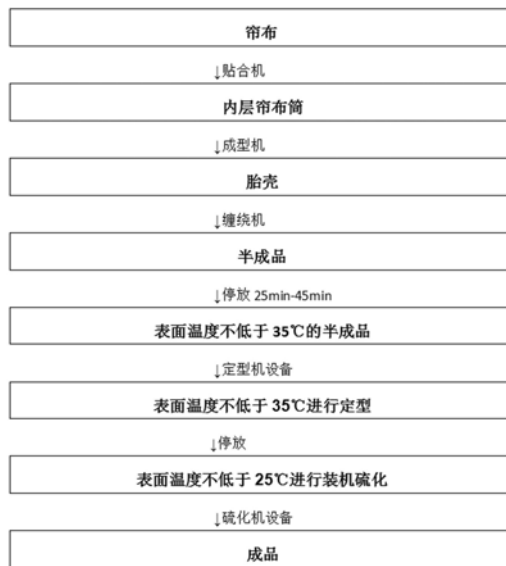 帘布
↓贴合机
内层帘布筒
↓成型机
胎壳
↓缠绕机
半成品
↓停放 25min-45min
表面温度不低于 35℃的半成品
↓定型机设备
表面温度不低于 35℃进行定型
↓停放
表面温度不低于 25℃进行装机硫化
↓硫化机设备
成品